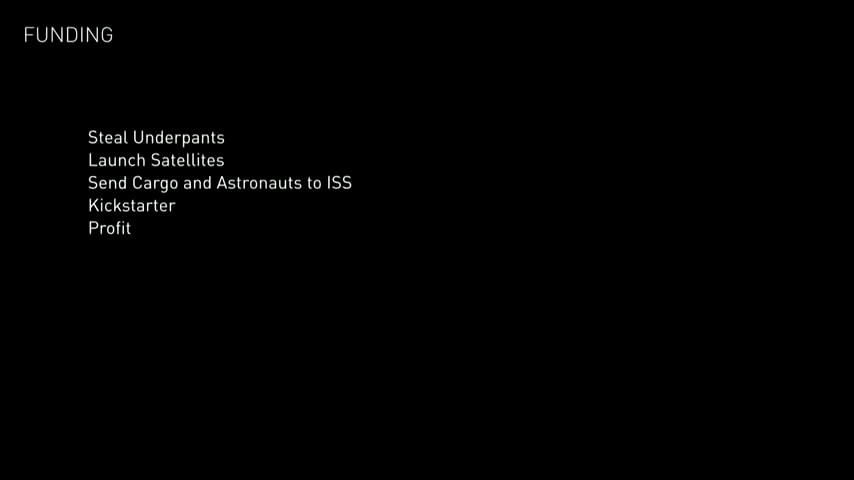 FUNDING
Steal Underpants
Launch Satellites
Send Cargo and Astronauts to ISS
Kickstarter
Profit